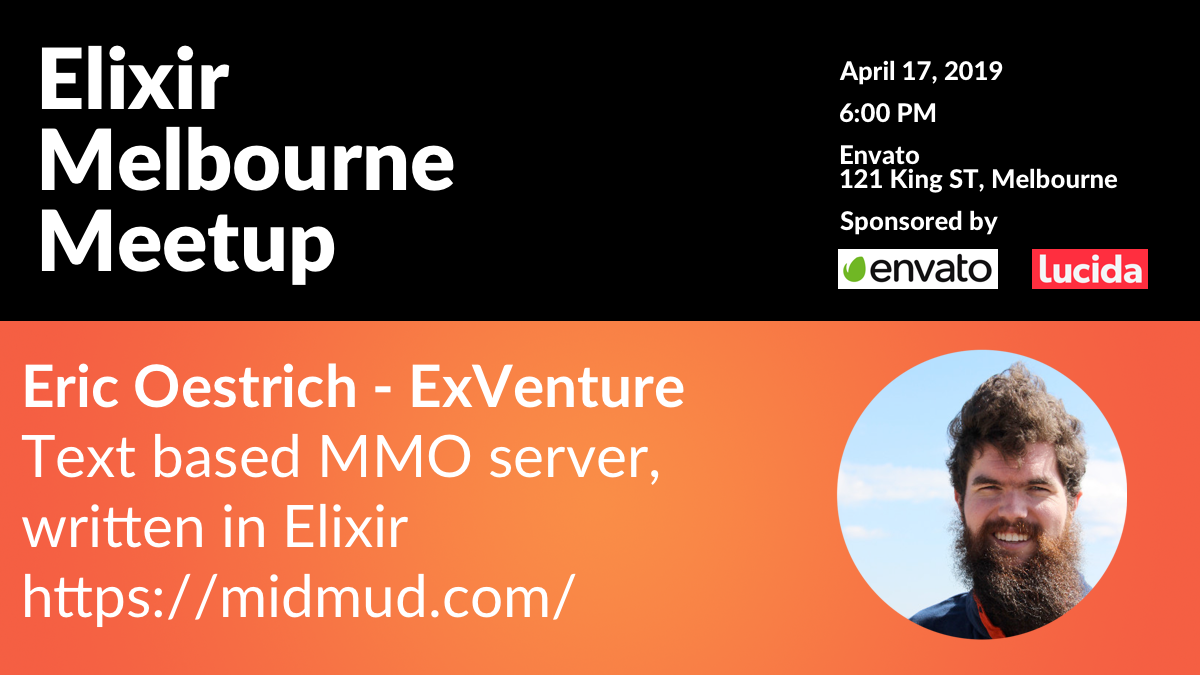 Elixir
Melbourne
Meetup
April 17, 2019
6:00 PM
Envato
121 King ST, Melbourne
Sponsored by
envato
lucida
Eric Oestrich - ExVenture
Text based MMO server,
written in Elixir
https://midmud.com/